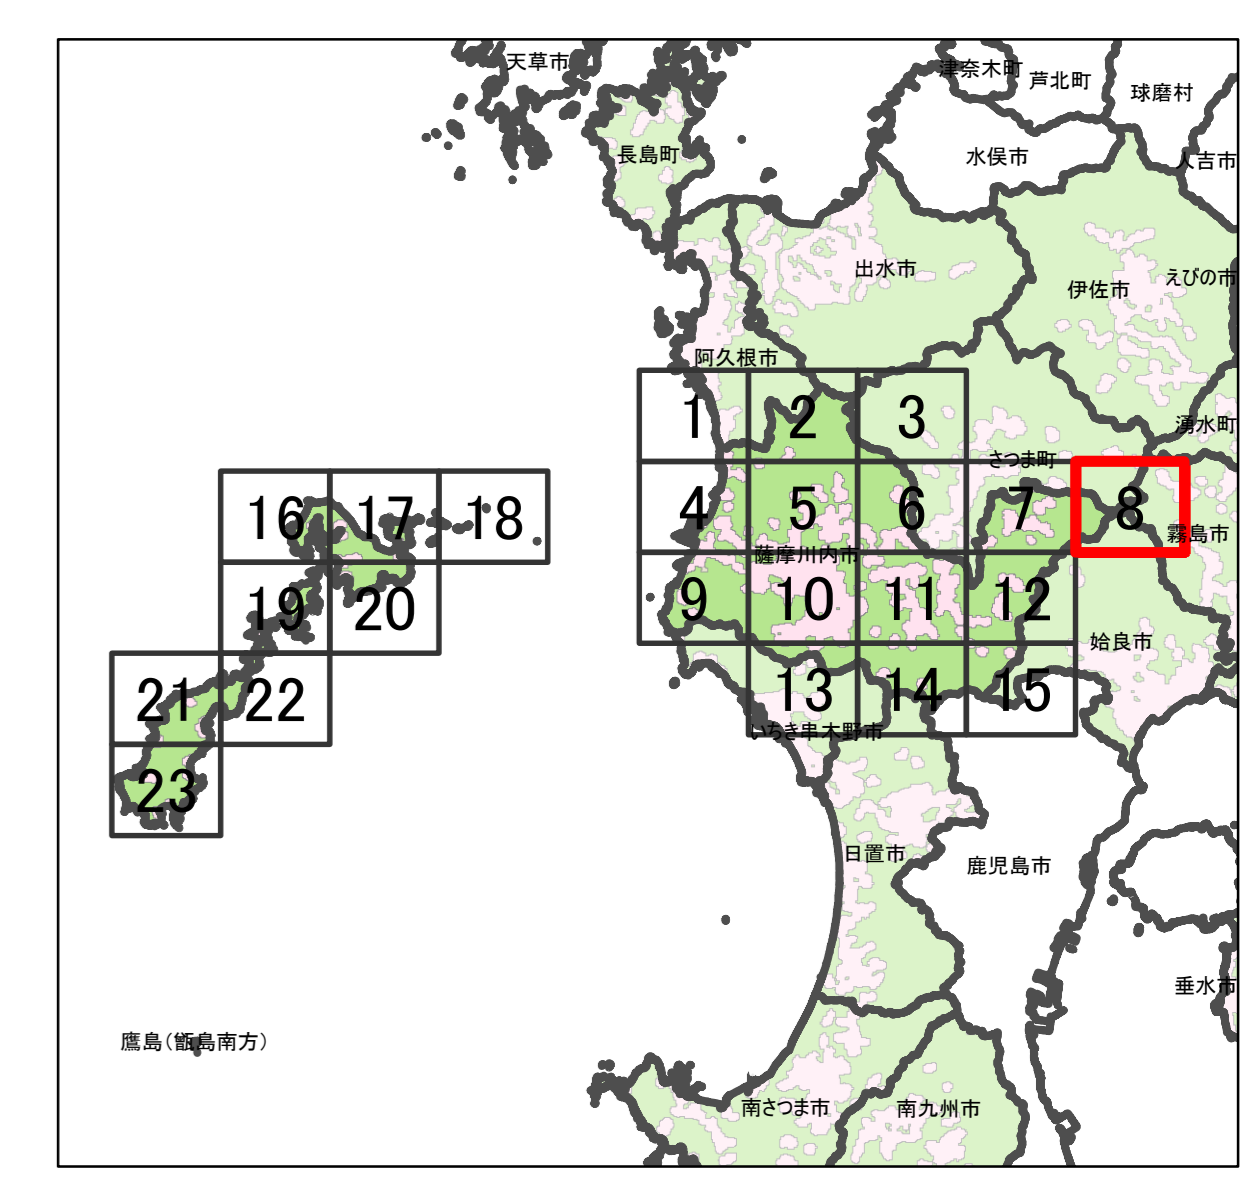 天草市
津奈木町
芦北町
球磨村
長島町
水俣市
人吉市
出水市
伊佐市
えびの市
阿久根市
湧水町
1
2
3
さつま町
4
5
6
7
8
霧島市
16
17
18
薩摩川内市
9
10
11
12
19
20
姶良市
13
14
15
21
22
いちき串木野市
23
日置市
鹿児島市
垂水市
鷹島(甑島南方)
南さつま市
南九州市